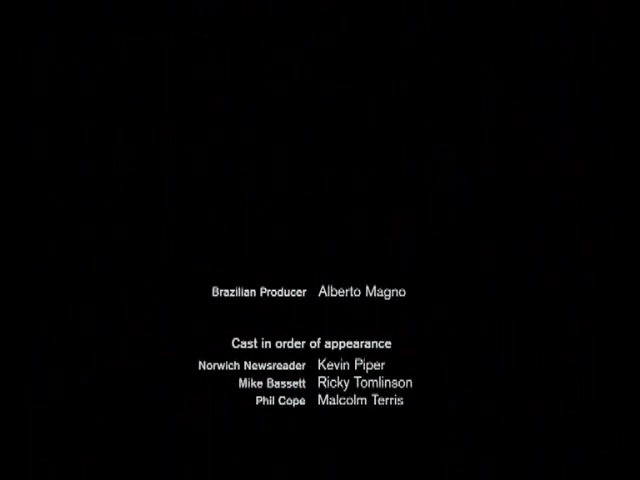 Brazilian Producer Alberto Magno
Cast in order of appearance
Norwich Newsreader Kevin Piper
Mike Bassett Ricky Tomlinson
Phil Cope Malcolm Terris